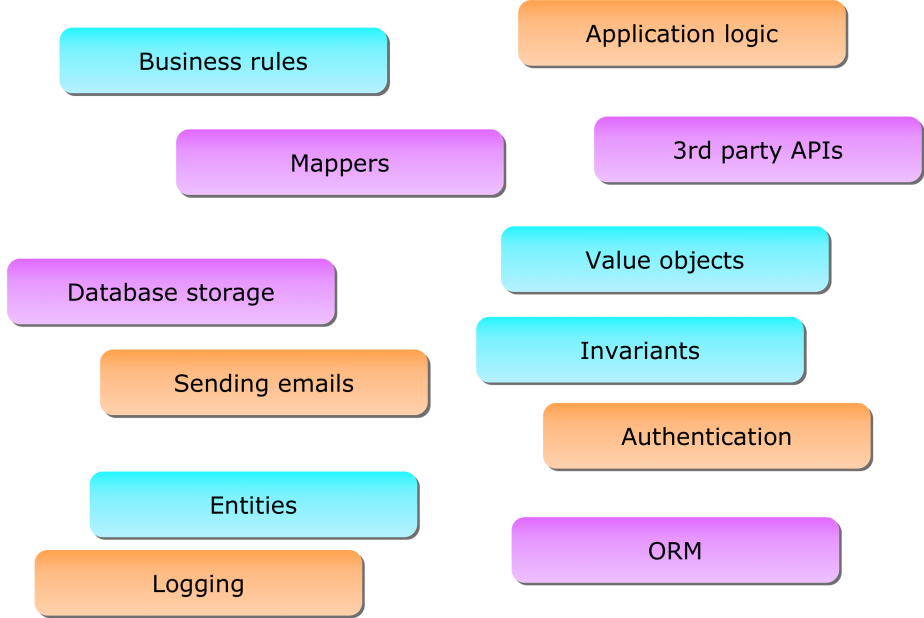 Application logic
Business rules
3rd party APIs
Mappers
Value objects
Database storage
Invariants
Sending emails
Authentication
Entities
ORM
Logging